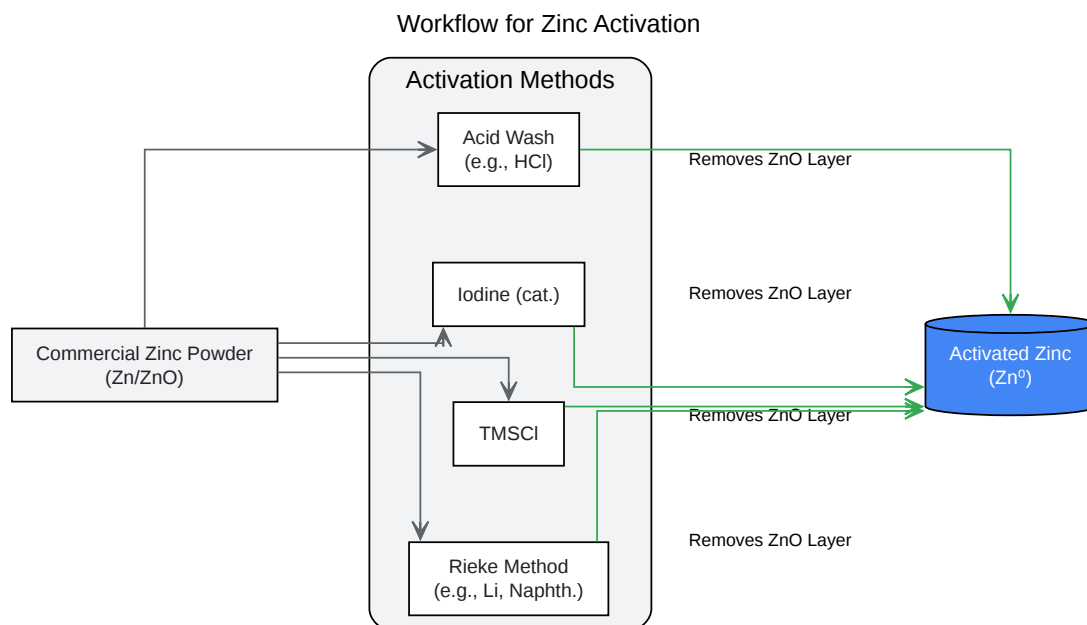 Workflow for Zinc Activation
Activation Methods
Acid Wash
(e.g., HCl)
Removes ZnO Layer
Iodine (cat.)
Removes ZnO Layer
Commercial Zinc Powder
(Zn/ZnO)
Activated Zinc
(Zn⁰)
TMSCl
Removes ZnO Layer
Rieke Method
(e.g., Li, Naphth.)
Removes ZnO Layer